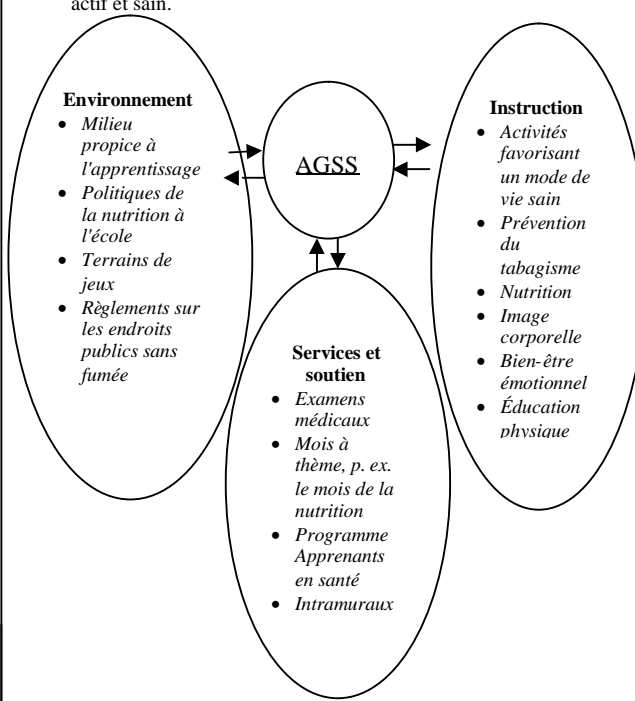 actif et sain.
Environnement
• Milieu
propice à
l'apprentissage
• Politiques de
la nutrition à
l'école
• Terrains de
jeux
• Règlements sur
les endroits
publics sans
fumée
AGSS
Instruction
• Activités
favorisant
un mode de
vie sain
• Prévention
du
tabagisme
• Nutrition
• Image
corporelle
• Bien-être
émotionnel
• Éducation
physique
Services et
soutien
• Examens
médicaux
• Mois à
thème, p. ex.
le mois de la
nutrition
• Programme
Apprenants
en santé
• Intramuraux